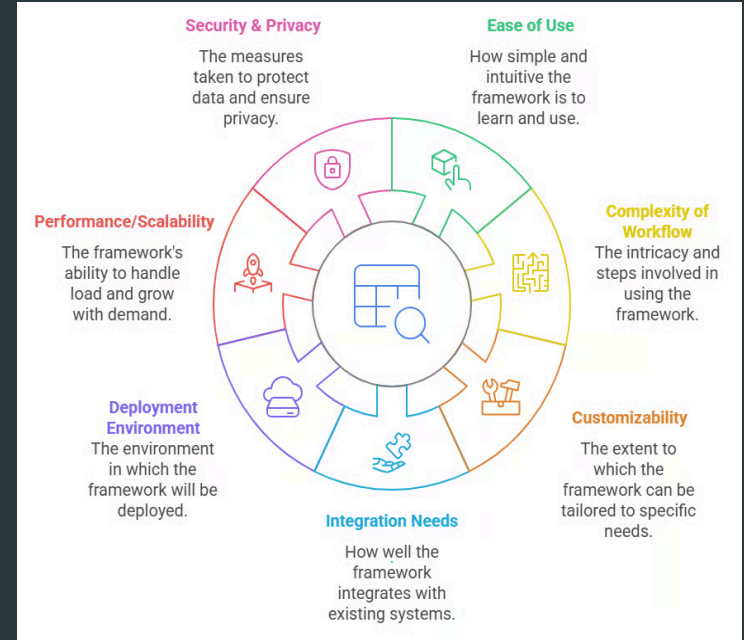 Security & Privacy
The measures
taken to protect
data and ensure
privacy.
Ease of Use
How simple and
intuitive the
framework is to
learn and use.
Complexity of
Workflow
The intricacy and
steps involved in
using the
framework.
Customizability
The extent to
which the
framework can be
tailored to specific
needs.
Integration Needs
How well the
framework
integrates with
existing systems.
Deployment
Environment
The environment
in which the
framework will be
deployed.
Performance/Scalability
The framework's
ability to handle
load and grow
with demand.